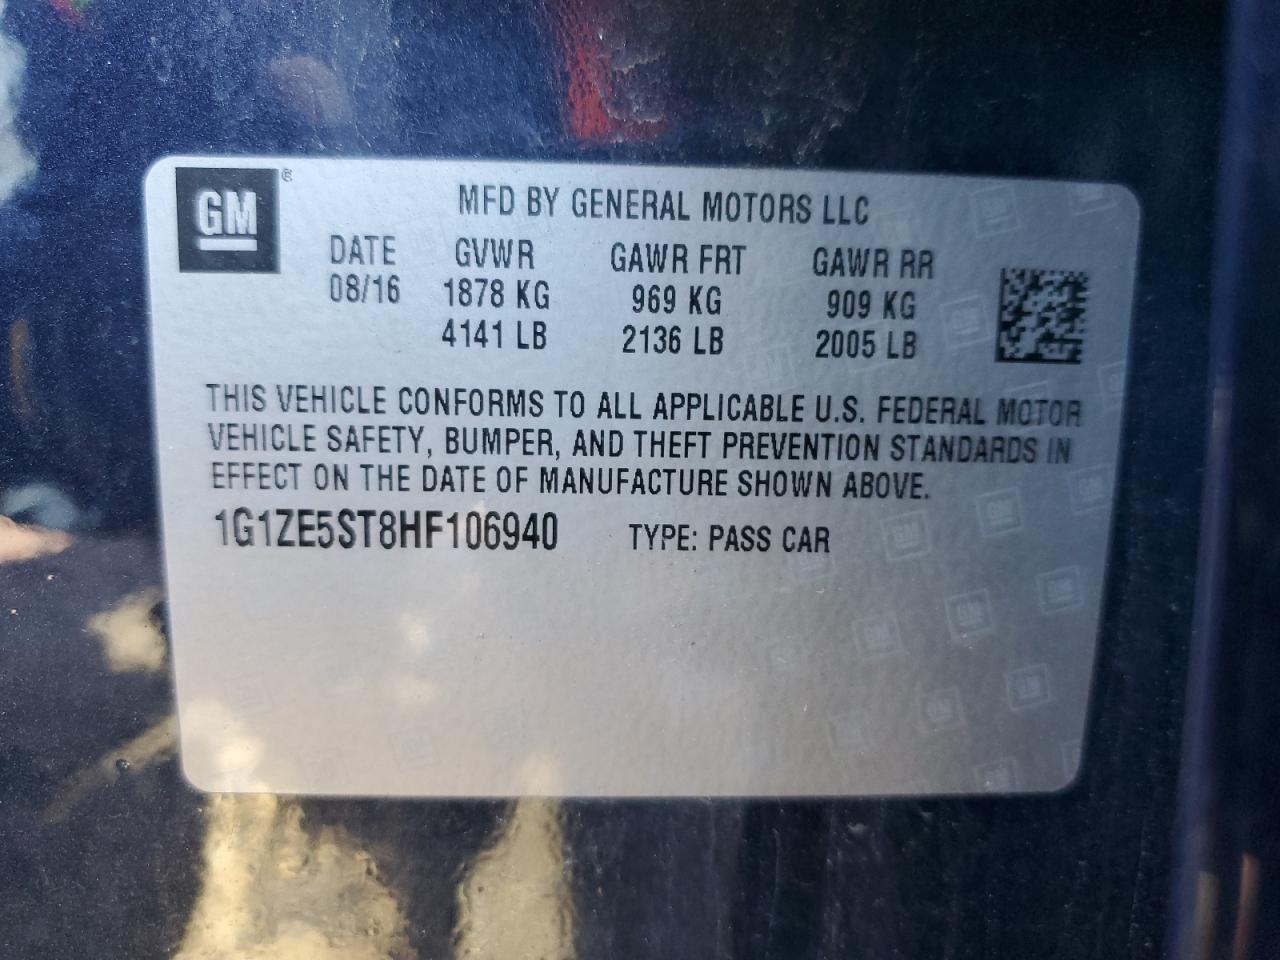 GM ®
MFD BY GENERAL MOTORS LLC
DATE GVWR GAWR FRT GAWR RR
08/16 1878 KG 969 KG 909 KG
4141 LB 2136 LB 2005 LB
THIS VEHICLE CONFORMS TO ALL APPLICABLE U.S. FEDERAL MOTOR
VEHICLE SAFETY, BUMPER, AND THEFT PREVENTION STANDARDS IN
EFFECT ON THE DATE OF MANUFACTURE SHOWN ABOVE.
1G1ZE5ST8HF106940 TYPE: PASS CAR